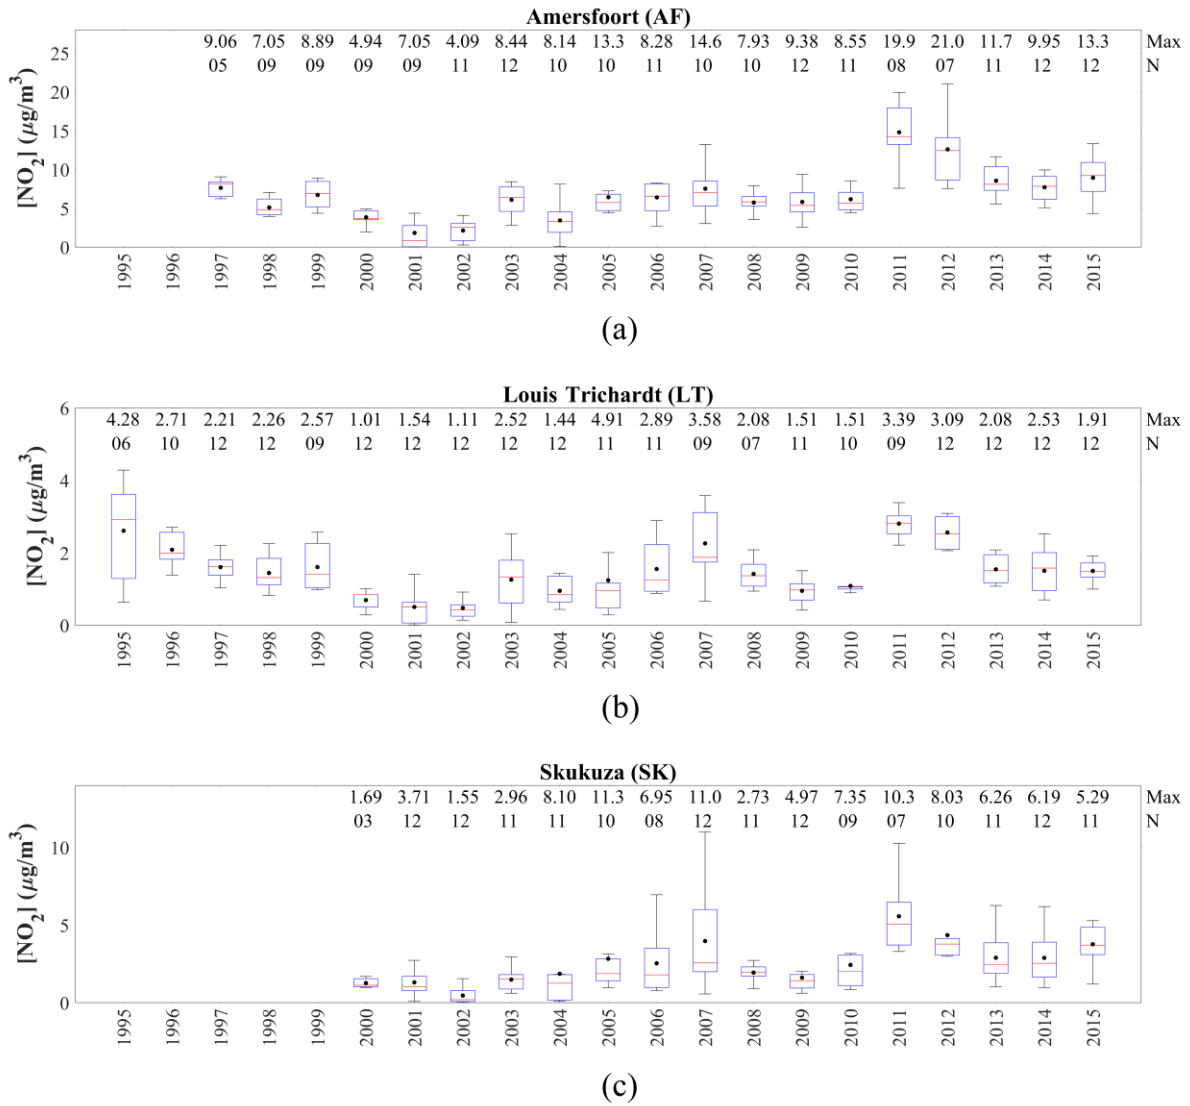 Amersfoort (AF)
9.06 7.05 8.89 4.94 7.05 4.09 8.44 8.14 13.3 8.28 14.6 7.93 9.38 8.55 19.9 21.0 11.7 9.95 13.3 Max
05 09 09 09 09 11 12 10 10 11 10 10 12 11 08 07 11 12 12 N
25
20
15
10
5
0
[NO₂] (μg/m³)
1995 1996 1997 1998 1999 2000 2001 2002 2003 2004 2005 2006 2007 2008 2009 2010 2011 2012 2013 2014 2015
(a)
Louis Trichardt (LT)
4.28 2.71 2.21 2.26 2.57 1.01 1.54 1.11 2.52 1.44 4.91 2.89 3.58 2.08 1.51 1.51 3.39 3.09 2.08 2.53 1.91 Max
06 10 12 12 09 12 12 12 12 12 11 11 09 07 11 10 09 12 12 12 12 N
6
4
2
0
[NO₂] (μg/m³)
1995 1996 1997 1998 1999 2000 2001 2002 2003 2004 2005 2006 2007 2008 2009 2010 2011 2012 2013 2014 2015
(b)
Skukuza (SK)
1.69 3.71 1.55 2.96 8.10 11.3 6.95 11.0 2.73 4.97 7.35 10.3 8.03 6.26 6.19 5.29 Max
03 12 12 11 11 10 08 12 11 12 09 07 10 11 12 11 N
10
5
0
[NO₂] (μg/m³)
1995 1996 1997 1998 1999 2000 2001 2002 2003 2004 2005 2006 2007 2008 2009 2010 2011 2012 2013 2014 2015
(c)